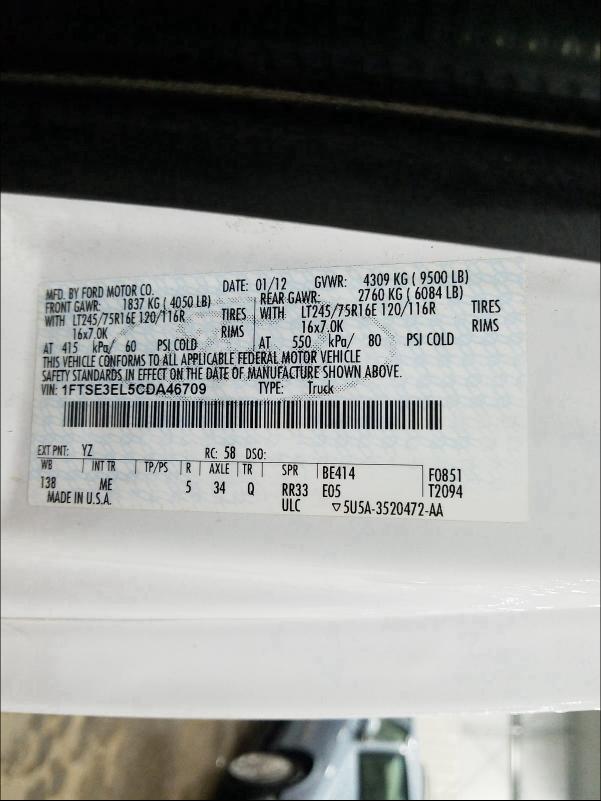 MFD. BY FORD MOTOR CO. DATE: 01/12 GVWR: 4309 KG ( 9500 LB)
FRONT GAWR: 1837 KG ( 4050 LB) REAR GAWR: 2760 KG ( 6084 LB)
WITH LT245/75R16E 120/116R TIRES WITH LT245/75R16E 120/116R TIRES
16x7.0K RIMS 16x7.0K RIMS
AT 415 kPa/ 60 PSI COLD AT 550 kPa/ 80 PSI COLD
THIS VEHICLE CONFORMS TO ALL APPLICABLE FEDERAL MOTOR VEHICLE
SAFETY STANDARDS IN EFFECT ON THE DATE OF MANUFACTURE SHOWN ABOVE.
VIN: 1FTSE3EL5CDA46709 TYPE: Truck
EXT PNT: YZ RC: 58 DSO:
WB INT TR TP/PS R AXLE TR SPR BE414 F0851
138 ME 5 34 Q RR33 E05 T2094
MADE IN U.S.A. ULC ▽5U5A-3520472-AA